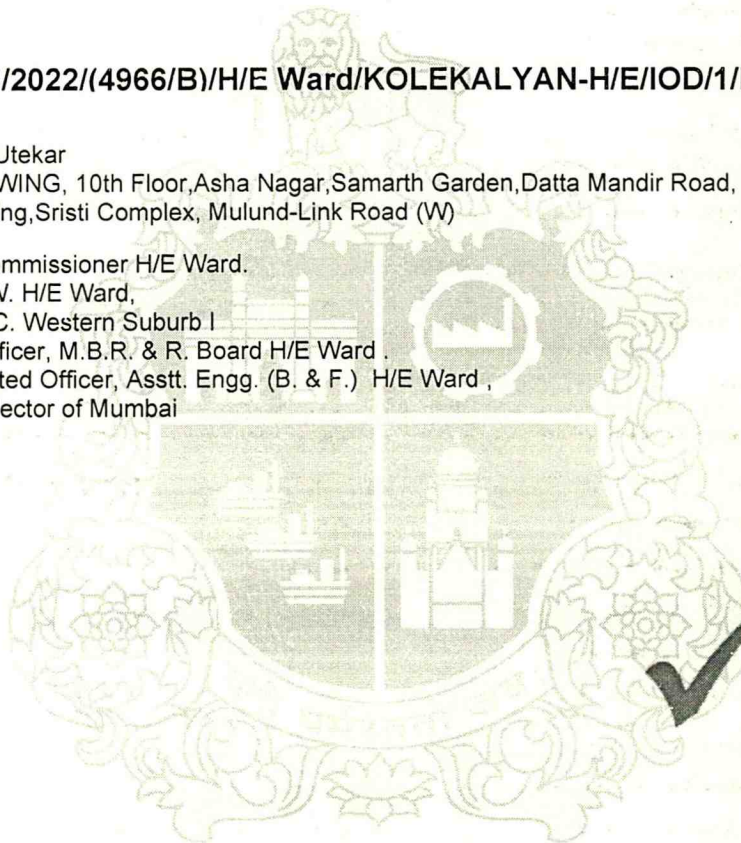 /2022/(4966/B)/H/E Ward/KOLEKALYAN-H/E/IOD/1/
Utekar
WING, 10th Floor,Asha Nagar,Samarth Garden,Datta Mandir Road,
ng,Sristi Complex, Mulund-Link Road (W)
mmissioner H/E Ward.
V. H/E Ward,
C. Western Suburb I
ficer, M.B.R. & R. Board H/E Ward .
ted Officer, Asstt. Engg. (B. & F.) H/E Ward ,
ector of Mumbai